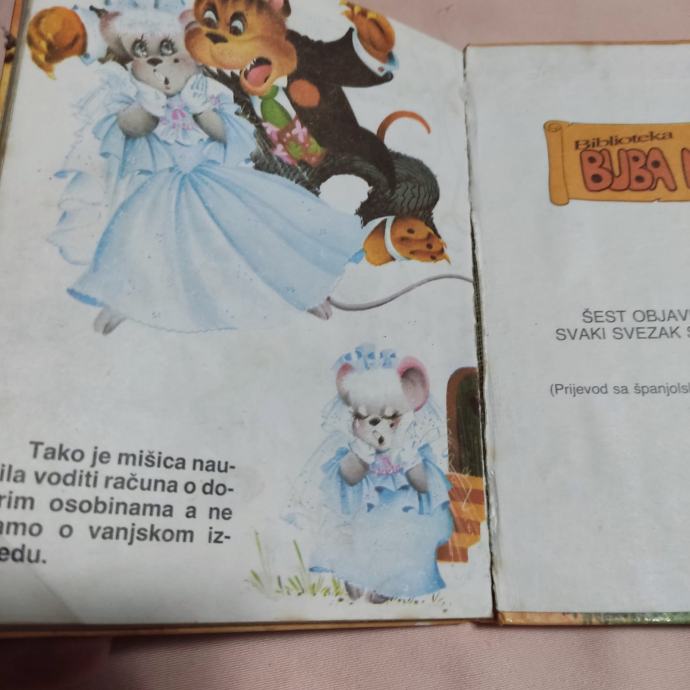 Tako je mišica nau-
ila voditi računa o do-
rim osobinama a ne
amo o vanjskom iz-
edu.
Biblioteka
BUBA
ŠEST OBJAV
SVAKI SVEZAK S
(Prijevod sa španjols